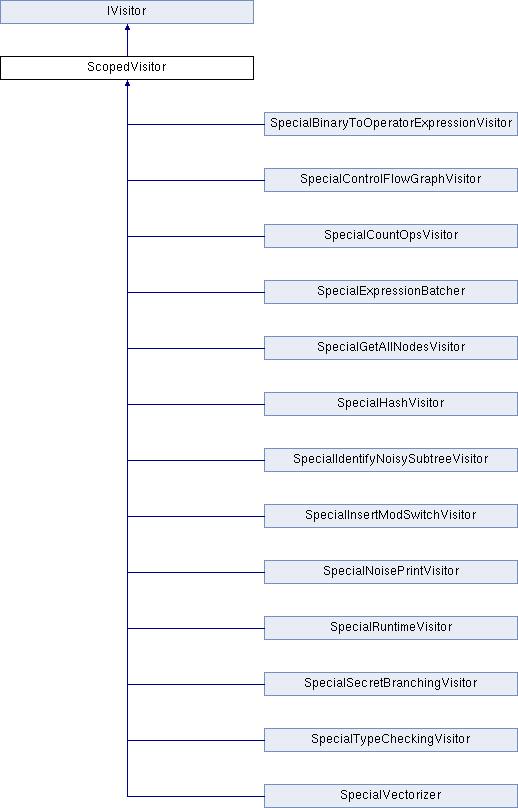 IVisitor
ScopedVisitor
SpecialBinaryToOperatorExpressionVisitor
SpecialControlFlowGraphVisitor
SpecialCountOpsVisitor
SpecialExpressionBatcher
SpecialGetAllNodesVisitor
SpecialHashVisitor
SpecialIdentifyNoisySubtreeVisitor
SpecialInsertModSwitchVisitor
SpecialNoisePrintVisitor
SpecialRuntimeVisitor
SpecialSecretBranchingVisitor
SpecialTypeCheckingVisitor
SpecialVectorizer